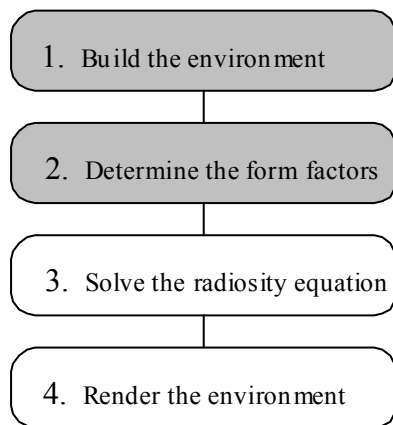 1. Build the environment
2. Determine the form factors
3. Solve the radiosity equation
4. Render the environment